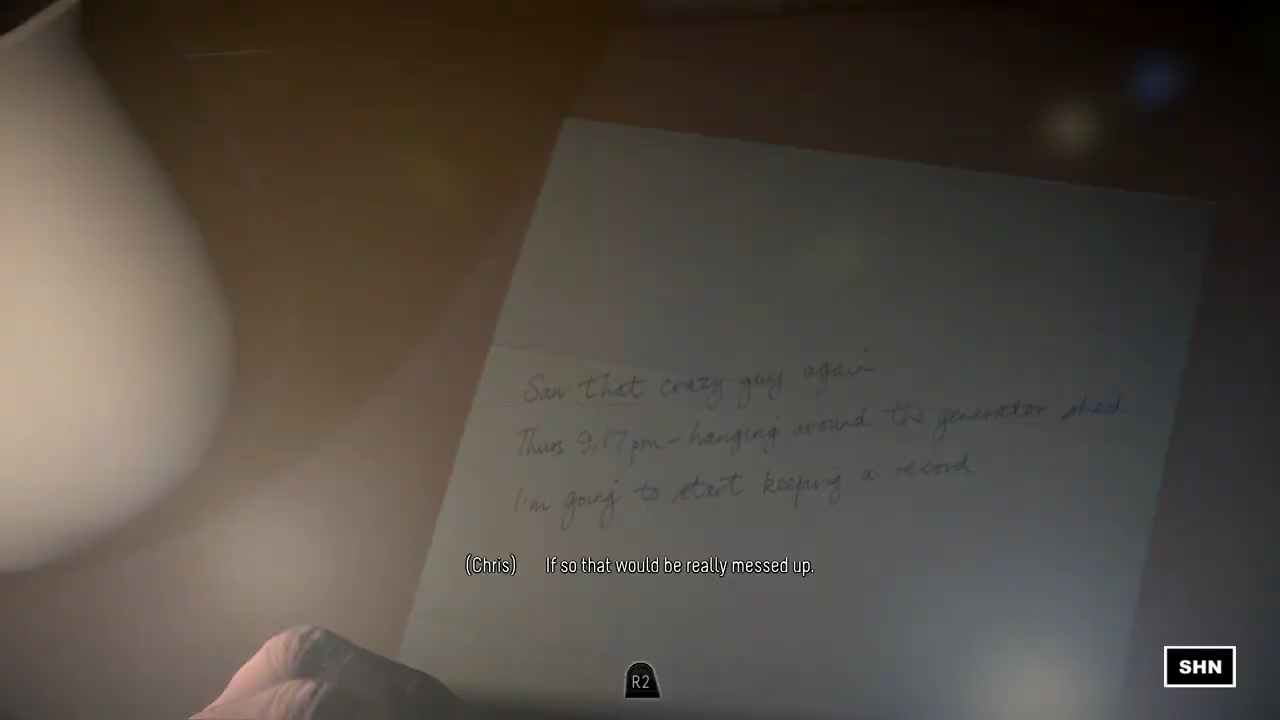 Saw that crazy guy again
Thurs 9:17pm - hanging around the generator shed
I'm going to start keeping a record
(Chris) If so that would be really messed up.
R2
SHN